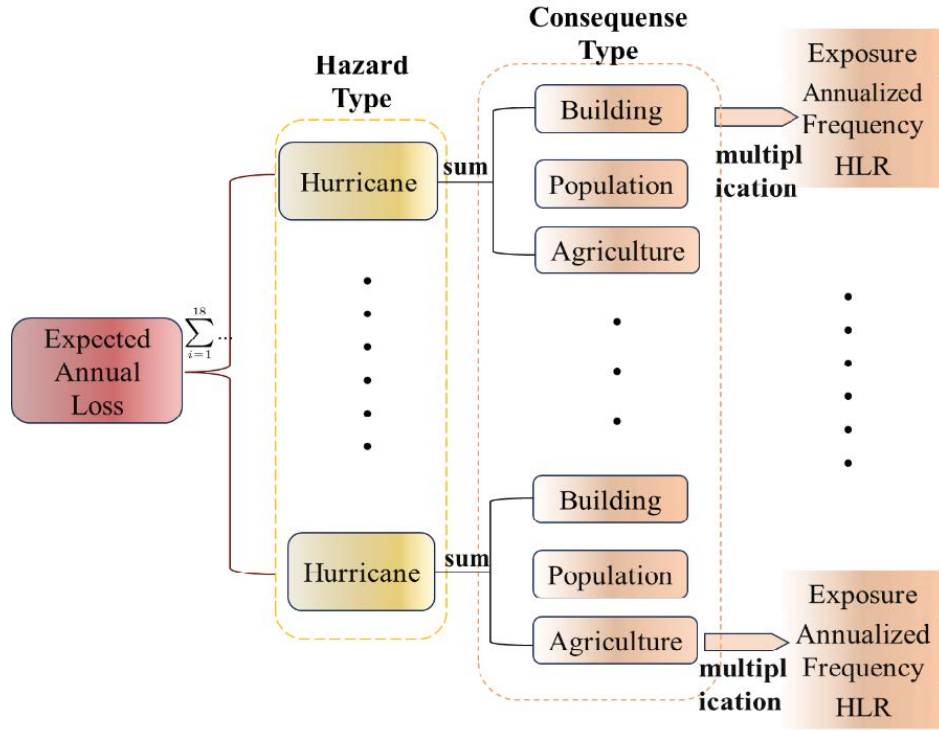 Consequense
Type
Hazard
Type
Exposure
Annualized
Frequency
HLR
Building
multipl
ication
sum
Hurricane
Population
Agriculture
18
∑ ...
i=1
Expected
Annual
Loss
Building
Hurricane
sum
Population
Agriculture
multipl
ication
Exposure
Annualized
Frequency
HLR